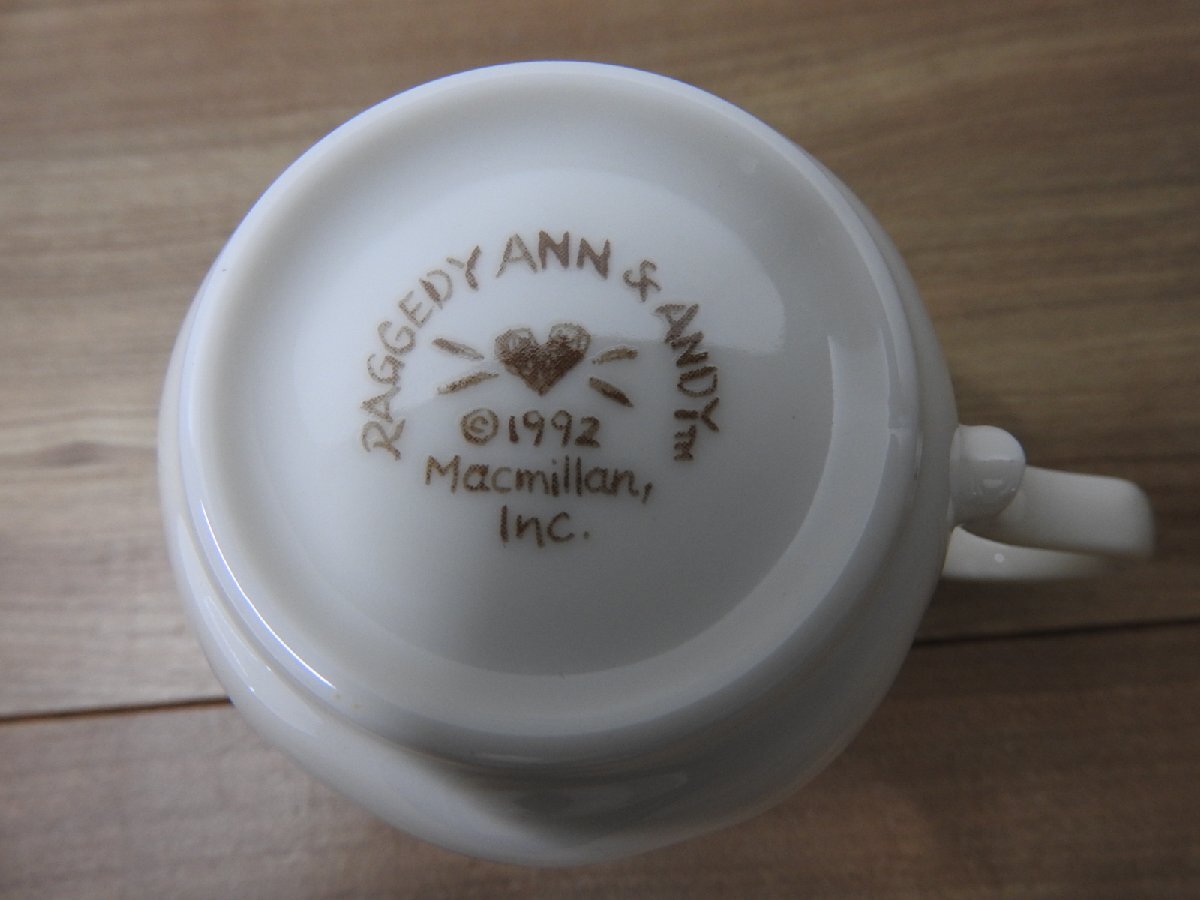 RAGGEDY ANN & ANDY™
©1992
Macmillan,
Inc.